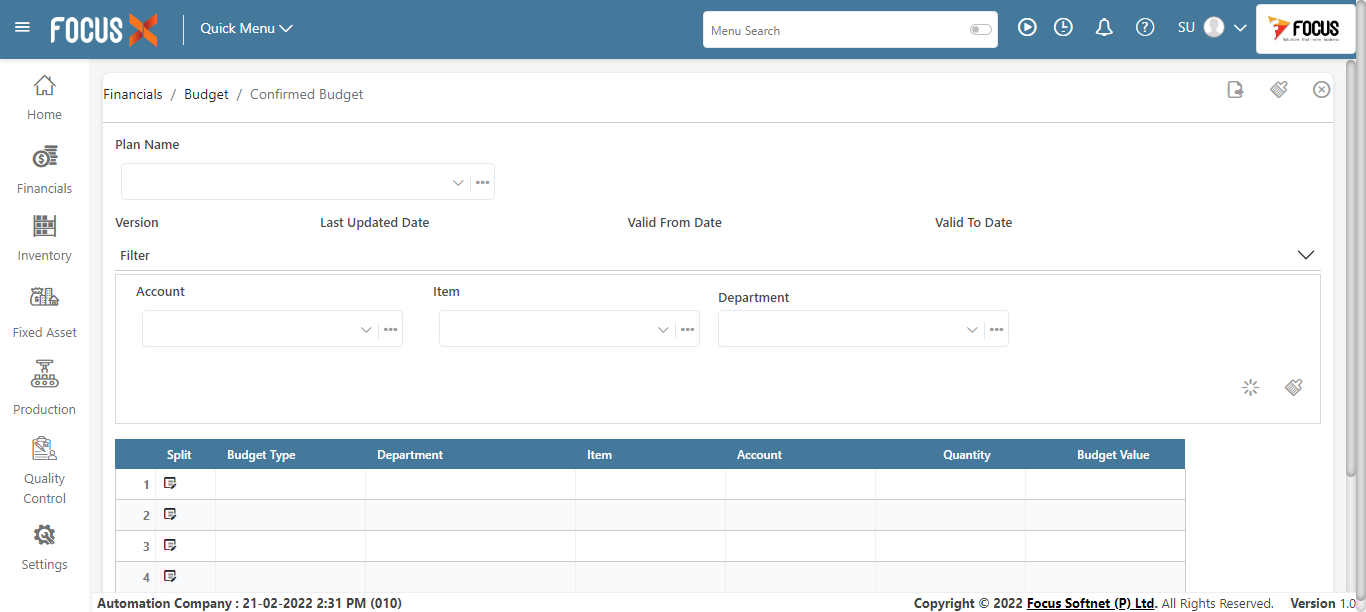 FOCUS X
Quick Menu
Menu Search
SU
FOCUS
Home
Financials
Inventory
Fixed Asset
Production
Quality
Control
Settings
Financials / Budget / Confirmed Budget
Plan Name
Version Last Updated Date Valid From Date Valid To Date
Filter
Account Item Department
Split Budget Type Department Item Account Quantity Budget Value
1
2
3
4
Automation Company : 21-02-2022 2:31 PM (010)
Copyright © 2022 Focus Softnet (P) Ltd. All Rights Reserved. Version 1.0